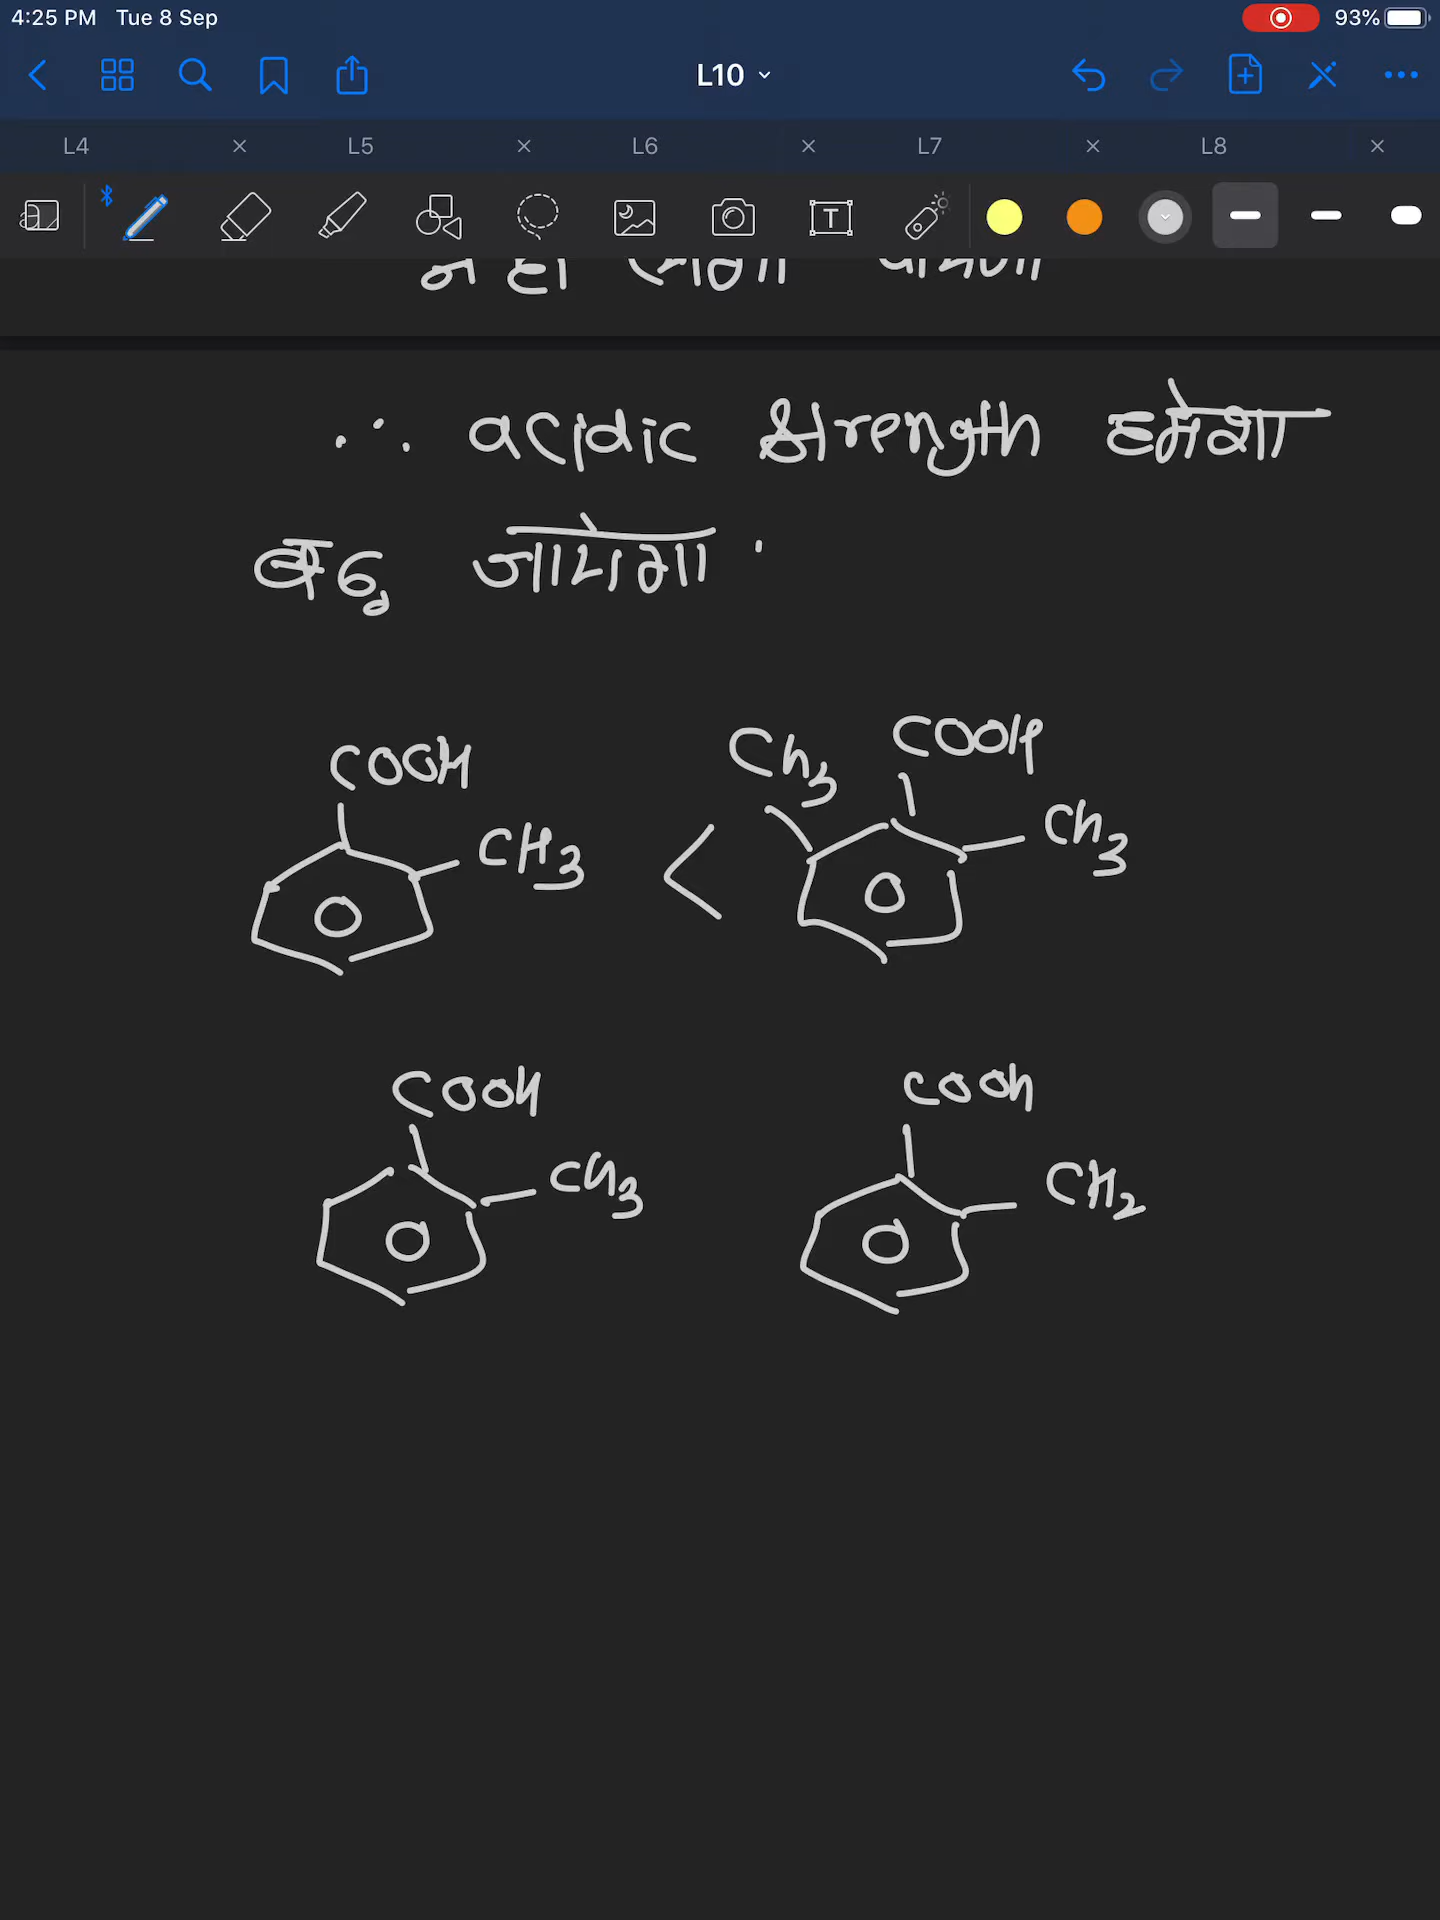 4:25 PM Tue 8 Sep 93%
L10
L4 L5 L6 L7 L8
T
∴ acidic strength हमेशा
बढ़ जायेगा
COOH CH3 COOH
CH3 < CH3
COOH COOH
CH3 CH2